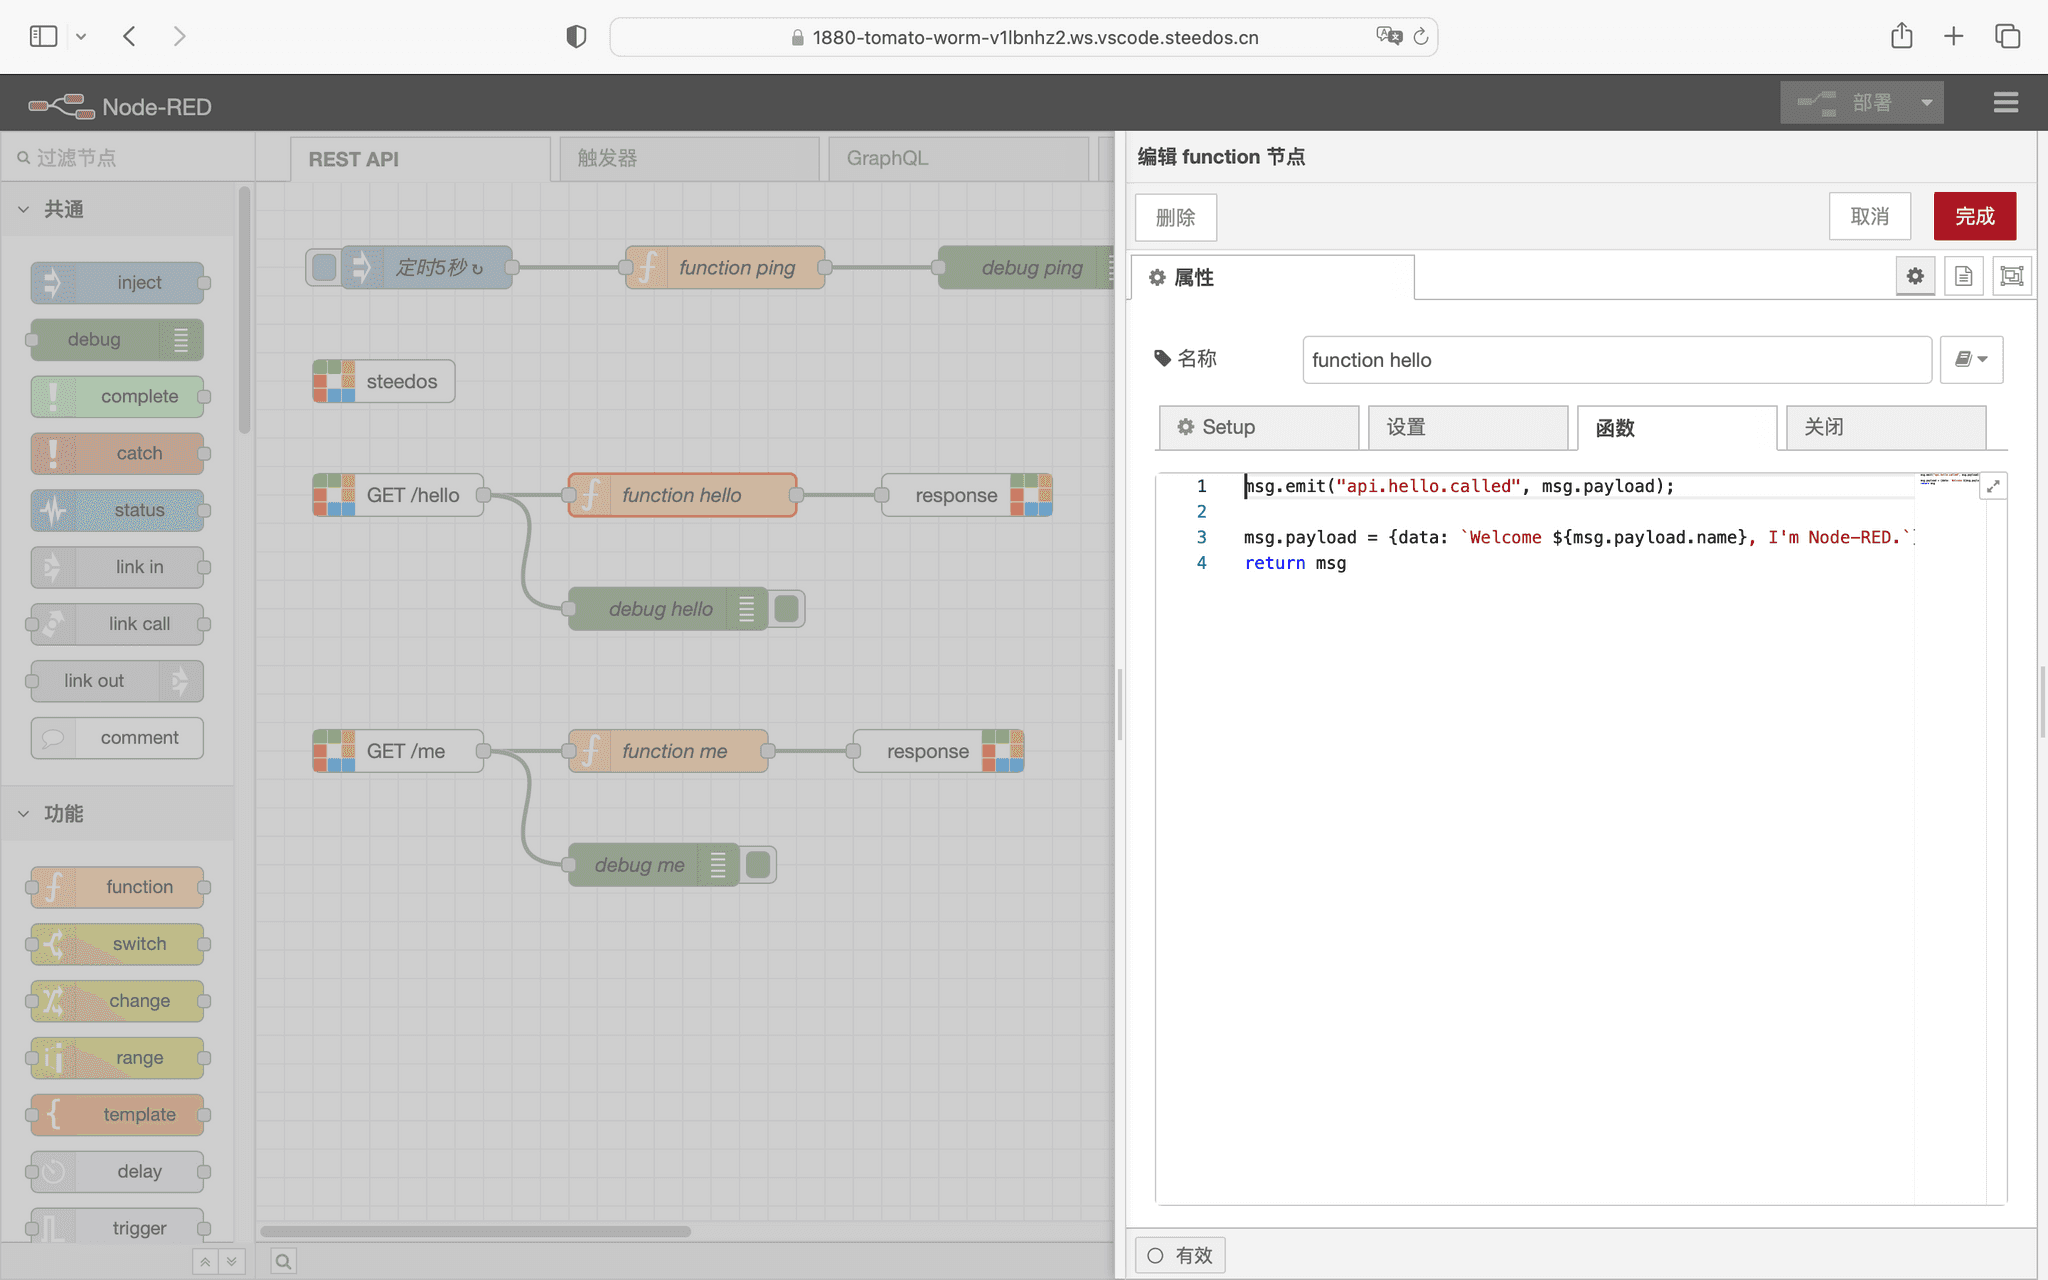 1880-tomato-worm-v1lbnhz2.ws.vscode.steedos.cn
Node-RED
部署
过滤节点
REST API
触发器
GraphQL
共通
inject
debug
complete
catch
status
link in
link call
link out
comment
功能
function
switch
change
range
template
delay
trigger
定时5秒 ↻
function ping
debug ping
steedos
GET /hello
function hello
response
debug hello
GET /me
function me
response
debug me
编辑 function 节点
删除
取消
完成
属性
名称
function hello
Setup
设置
函数
关闭
1 msg.emit("api.hello.called", msg.payload);
2
3 msg.payload = {data: `Welcome ${msg.payload.name}, I'm Node-RED.`}
4 return msg
有效